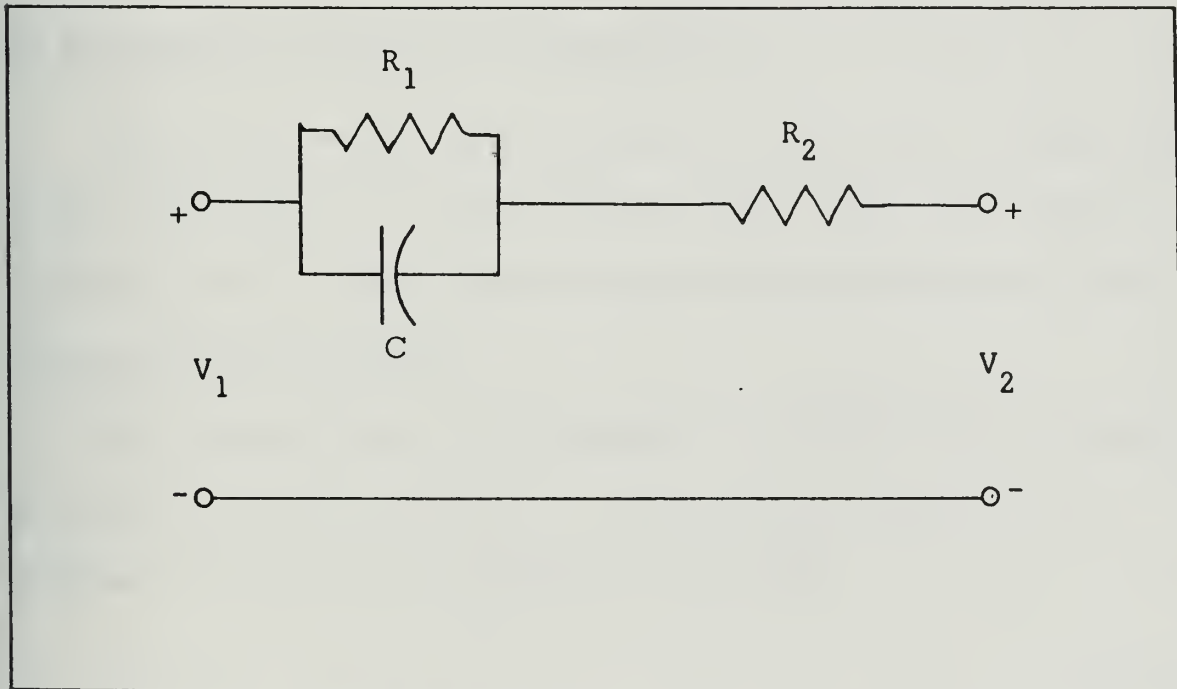 R₁
R₂
+
+
C
V₁
V₂
-
-